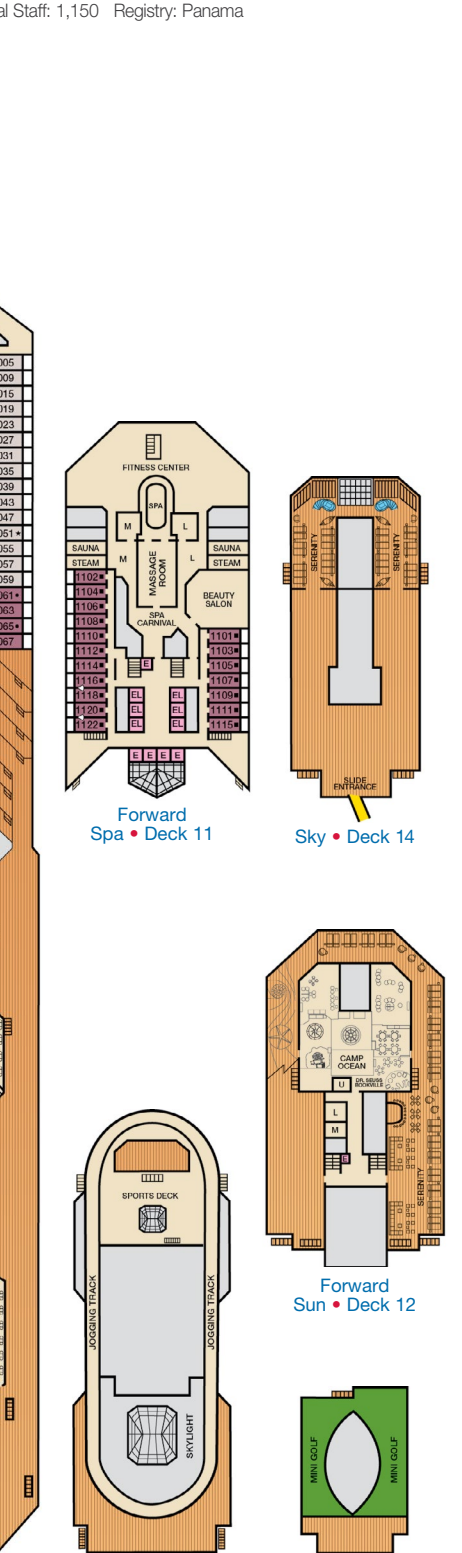 al Staff: 1,150 Registry: Panama
005
009
015
019
023
027
031
035
039
043
047
051★
055
057
059
061•
063
065•
067
FITNESS CENTER
SPA
M
L
SAUNA
SAUNA
M
MASSAGE
ROOM
L
STEAM
STEAM
BEAUTY
SALON
SPA
CARNIVAL
1102
1104
1106
1108
1110
1112
1114
1116
1118
1120
1122
1101
1103
1105
1107
1109
1111
1115
E
EL
EL
EL
EL
EL
EL
E E E E
Forward
Spa • Deck 11
SERENITY
SERENITY
SLIDE
ENTRANCE
Sky • Deck 14
CAMP
OCEAN
U
DR. SEUSS
BOOKVILLE
L
M
E
SERENITY
Forward
Sun • Deck 12
SPORTS DECK
JOGGING TRACK
JOGGING TRACK
SKYLIGHT
MINI GOLF
MINI GOLF